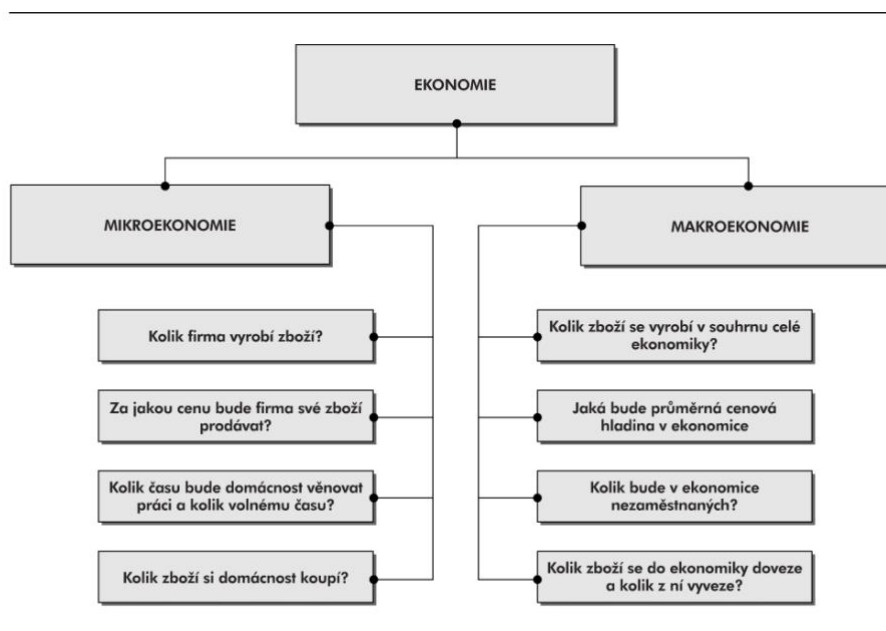 EKONOMIE
MIKROEKONOMIE
MAKROEKONOMIE
Kolik firma vyrobí zboží?
Za jakou cenu bude firma své zboží
prodávat?
Kolik času bude domácnost věnovat
práci a kolik volnému času?
Kolik zboží si domácnost koupí?
Kolik zboží se vyrobí v souhrnu celé
ekonomiky?
Jaká bude průměrná cenová
hladina v ekonomice
Kolik bude v ekonomice
nezaměstnaných?
Kolik zboží se do ekonomiky doveze
a kolik z ní vyveze?